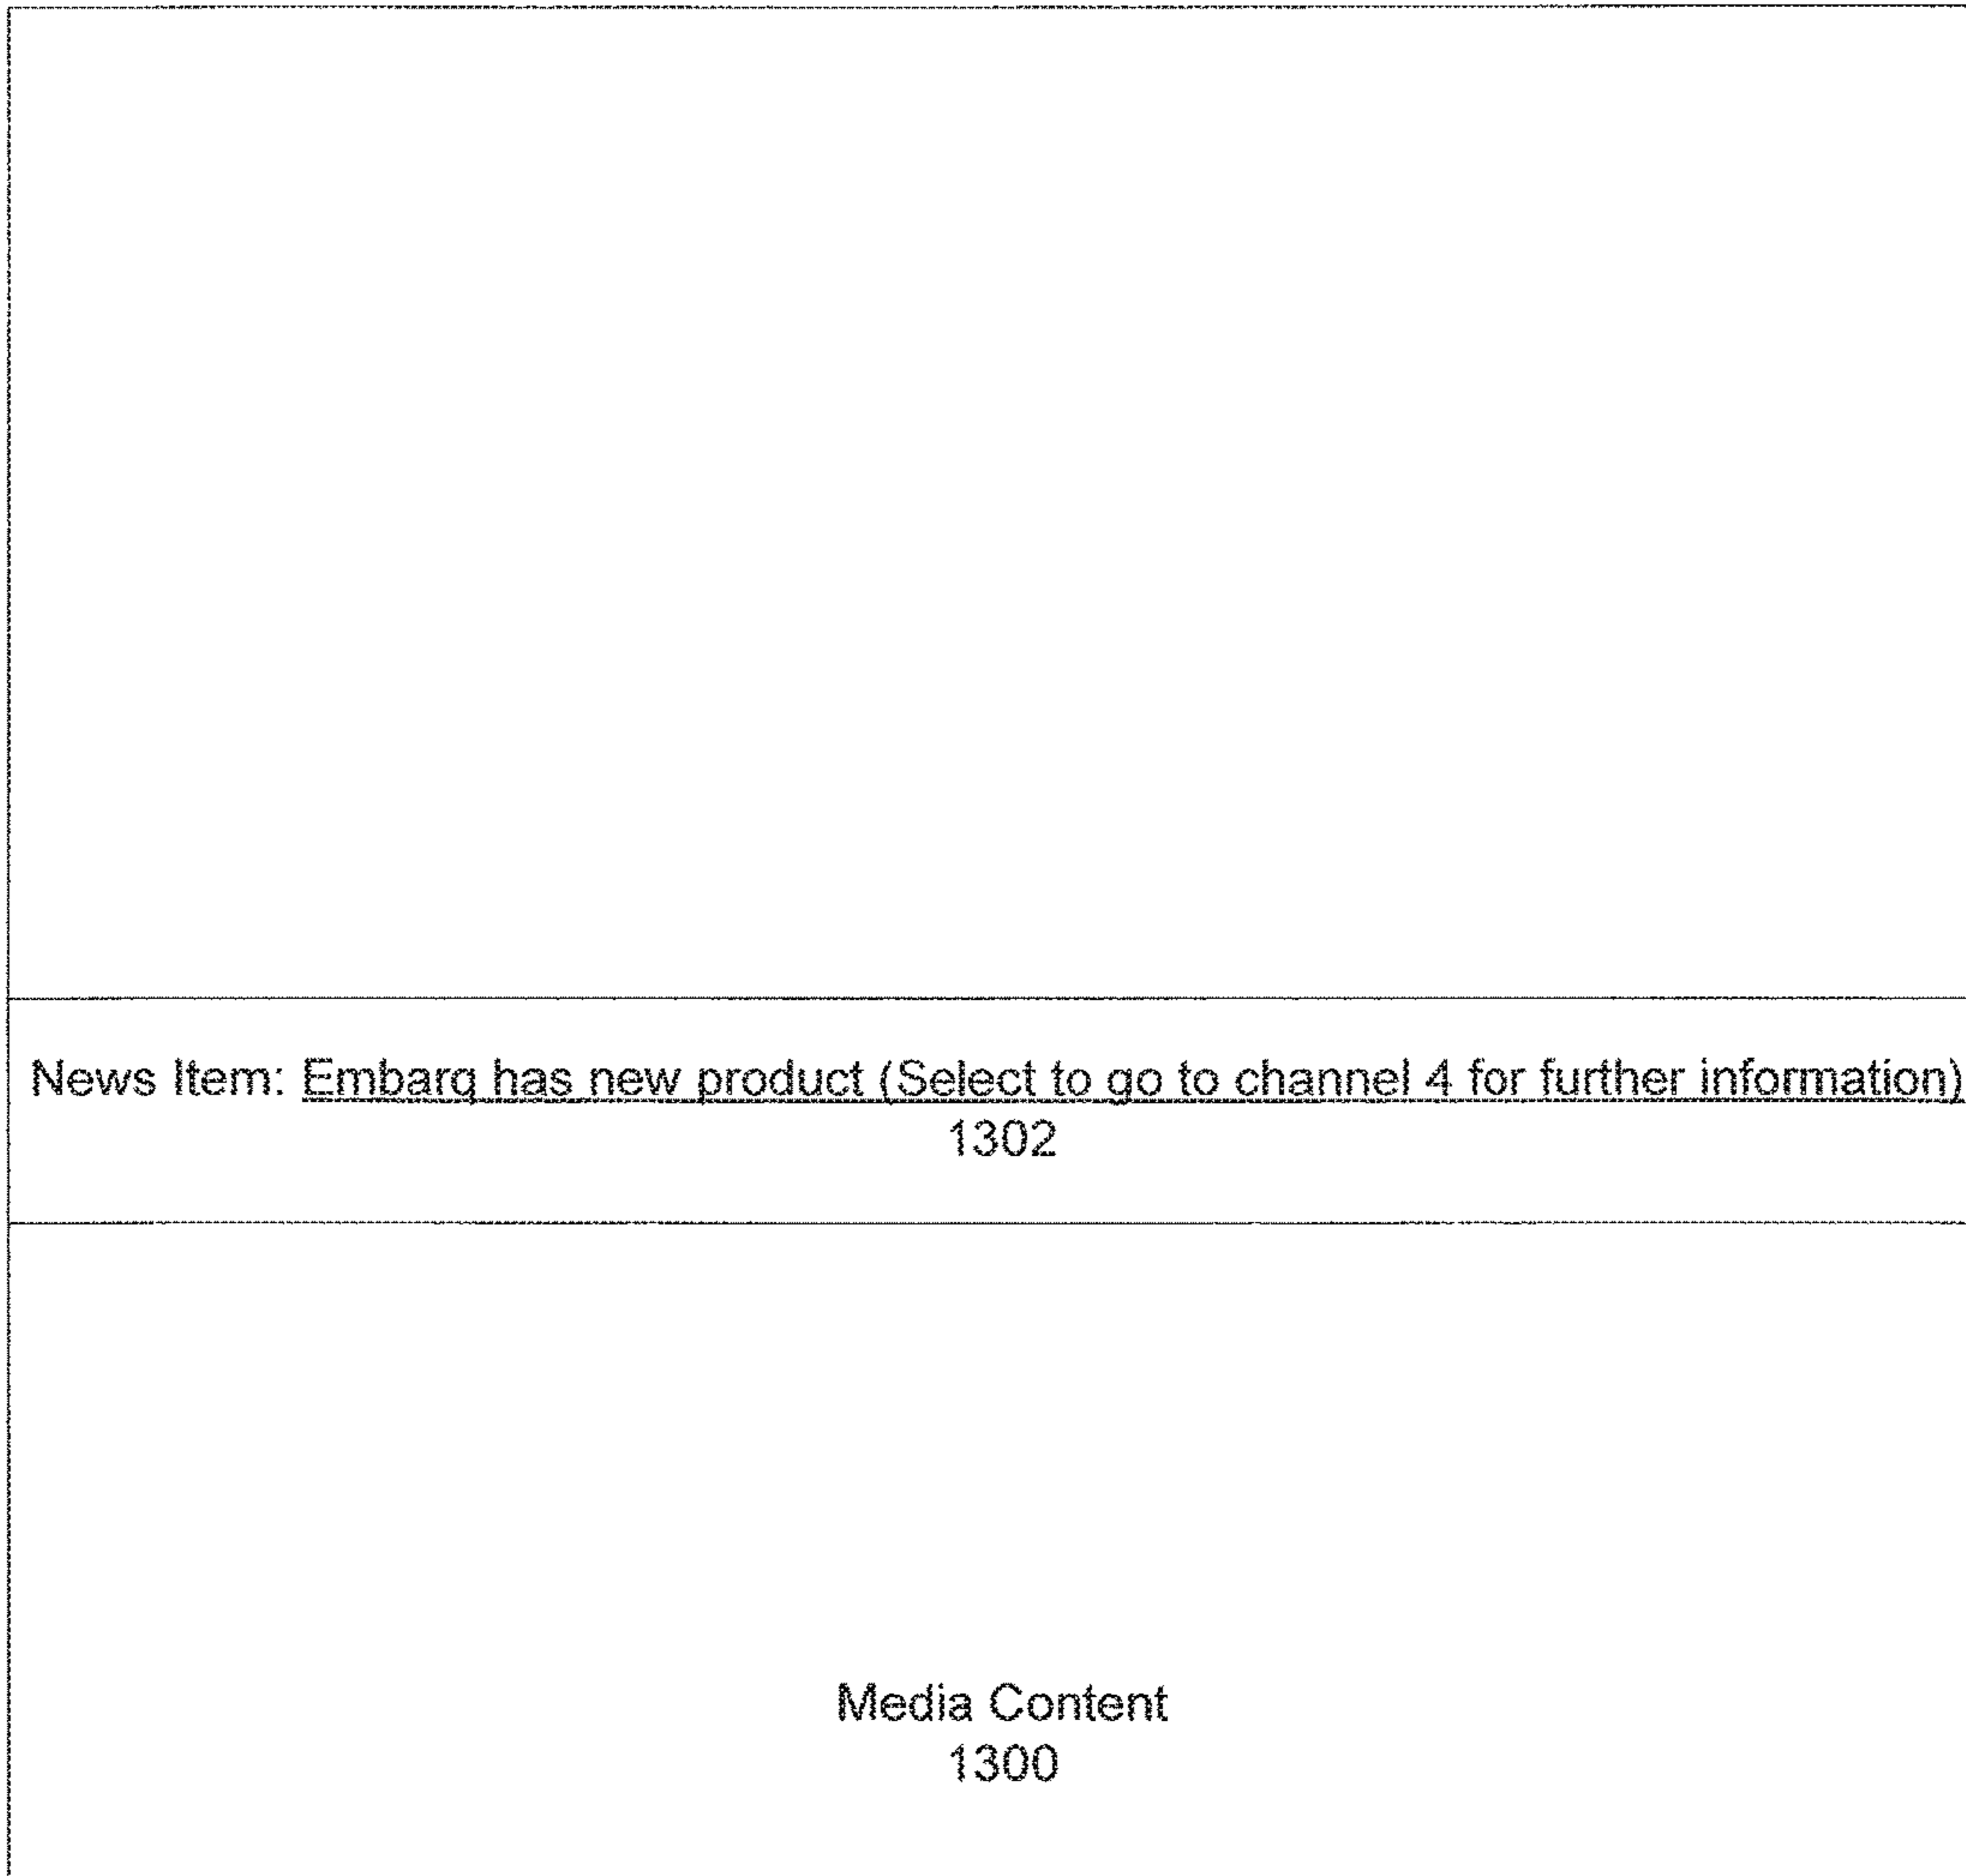 News Item: Embarq has new product (Select to go to channel 4 for further information)
1302
Media Content
1300